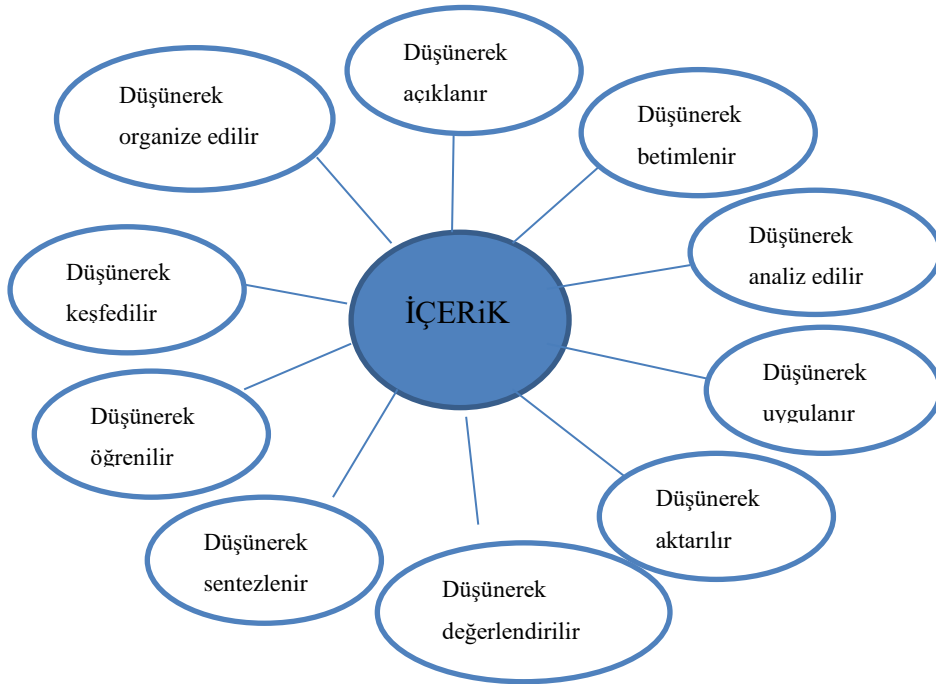 Düşünerek
açıklanır
Düşünerek
betimlenir
Düşünerek
analiz edilir
Düşünerek
uygulanır
Düşünerek
aktarılır
Düşünerek
değerlendirilir
Düşünerek
sentezlenir
Düşünerek
öğrenilir
Düşünerek
keşfedilir
Düşünerek
organize edilir
İÇERiK